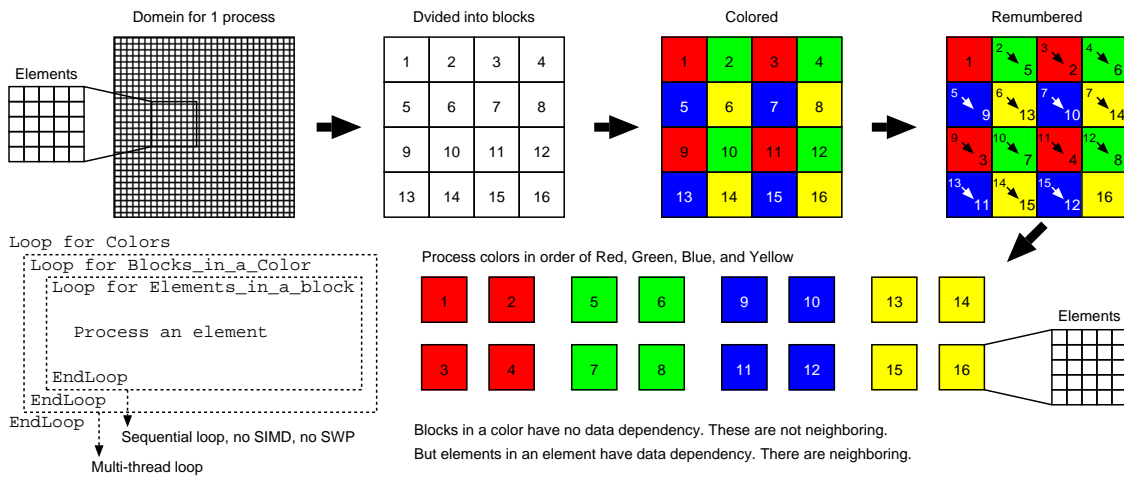 Domein for 1 process
Dvided into blocks
Colored
Remumbered
Elements
1 2 3 4
5 6 7 8
9 10 11 12
13 14 15 16
1 2 3 4
5 6 7 8
9 10 11 12
13 14 15 16
1 2 5 3 2 4 6
5 9 6 13 7 10 7 14
9 3 10 7 11 4 12 8
13 11 14 15 15 12 16
Loop for Colors
Loop for Blocks_in_a_Color
Loop for Elements_in_a_block
Process an element
EndLoop
EndLoop
EndLoop
Sequential loop, no SIMD, no SWP
Multi-thread loop
Process colors in order of Red, Green, Blue, and Yellow
1 2 5 6 9 10 13 14
3 4 7 8 11 12 15 16
Elements
Blocks in a color have no data dependency. These are not neighboring.
But elements in an element have data dependency. There are neighboring.